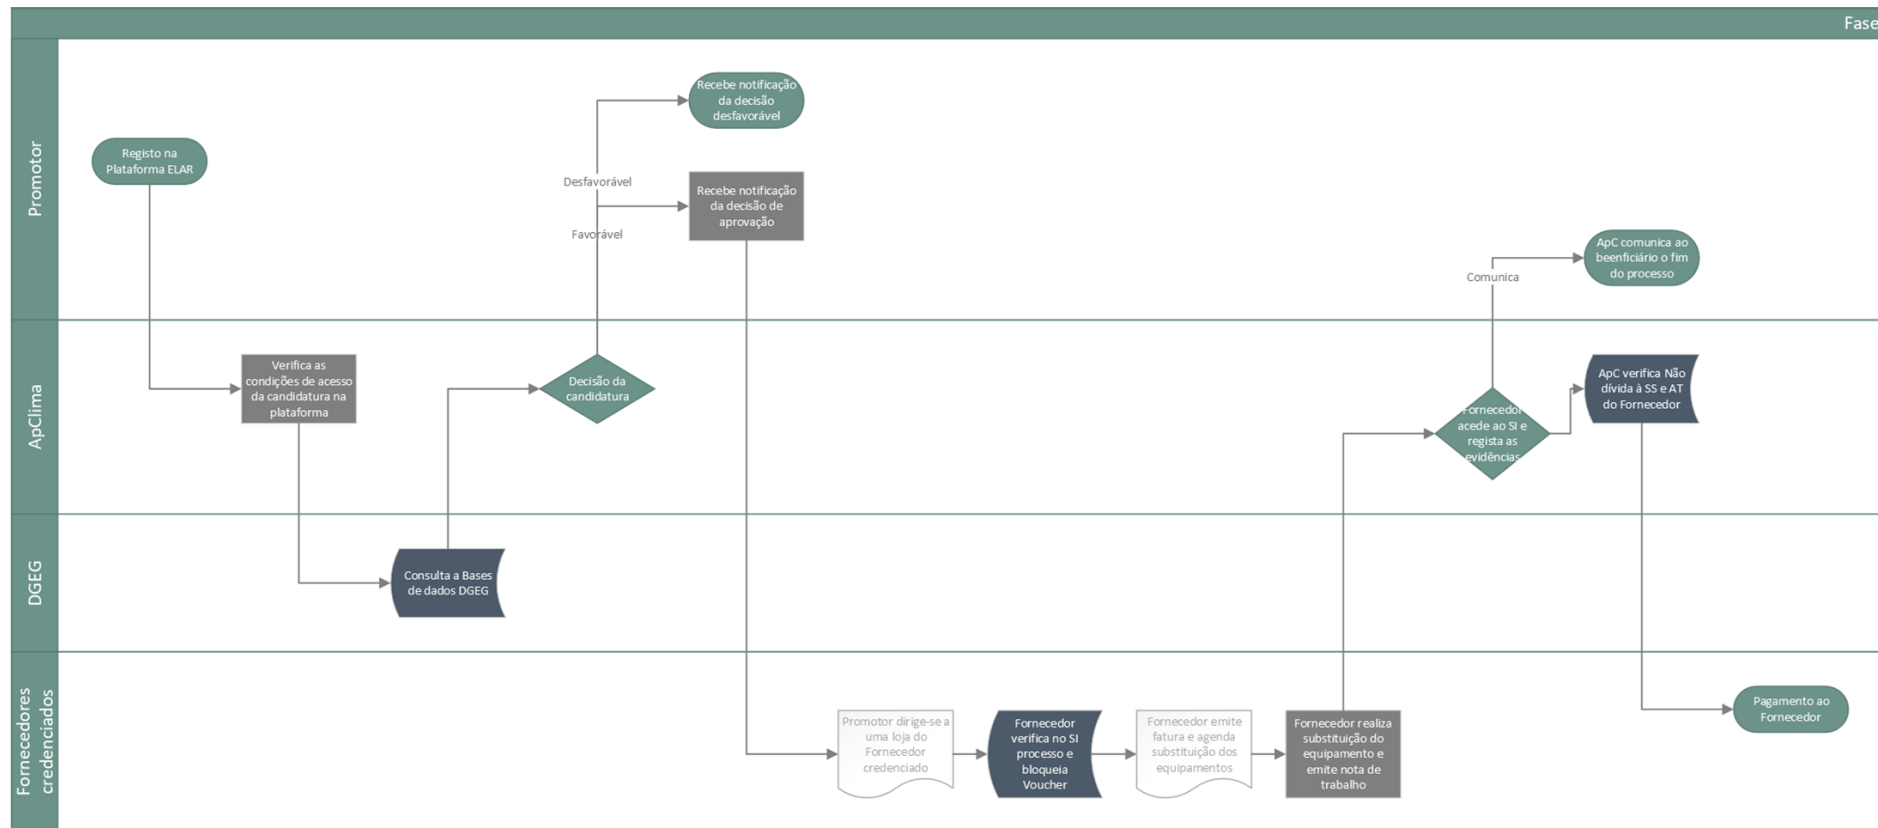 Fase
Promotor
Registo na
Plataforma ELAR
Recebe notificação
da decisão
desfavorável
Desfavorável
Recebe notificação
da decisão de
aprovação
Favorável
ApC comunica ao
beenficiário o fim
do processo
Comunica
ApClima
Verifica as
condições de acesso
da candidatura na
plataforma
Decisão da
candidatura
Fornecedor
acede ao SI e
regista as
evidências
ApC verifica Não
dívida à SS e AT
do Fornecedor
DGEG
Consulta a Bases
de dados DGEG
Fornecedores
credenciados
Promotor dirige-se a
uma loja do
Fornecedor
credenciado
Fornecedor
verifica no SI
processo e
bloqueia
Voucher
Fornecedor emite
fatura e agenda
substituição dos
equipamentos
Fornecedor realiza
substituição do
equipamento e
emite nota de
trabalho
Pagamento ao
Fornecedor